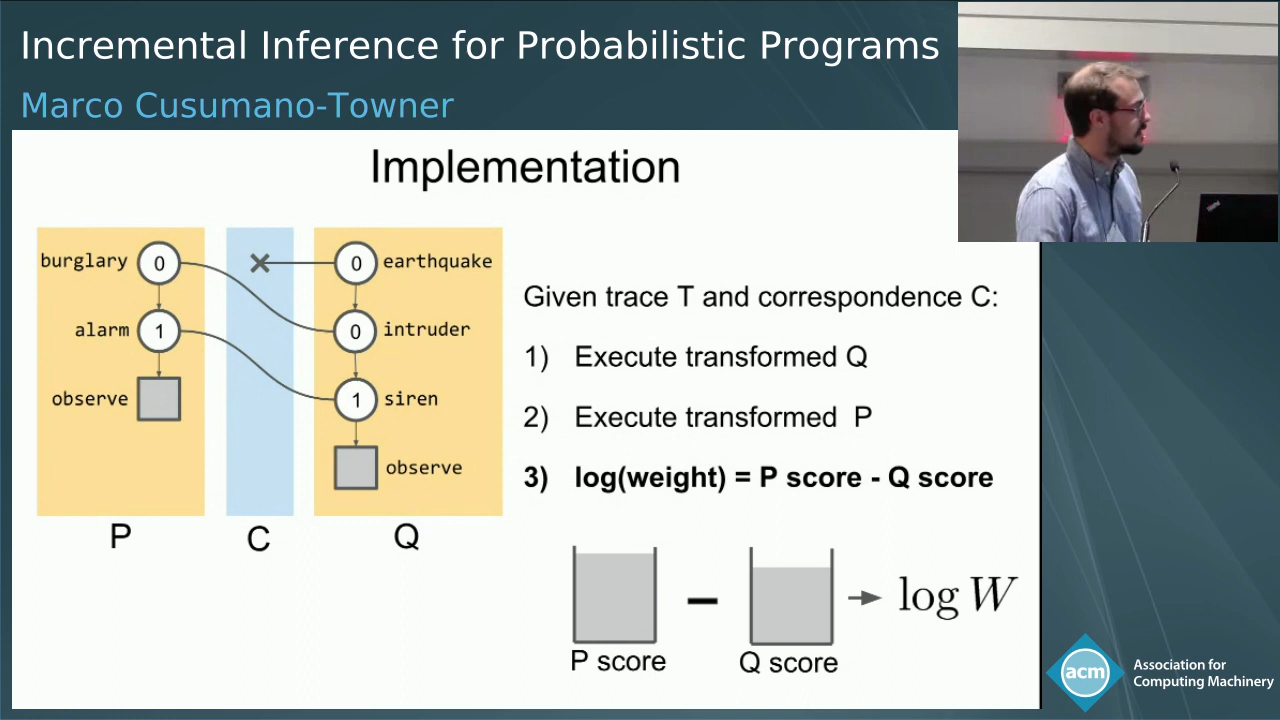 Incremental Inference for Probabilistic Programs
Marco Cusumano-Towner
Implementation
burglary 0
alarm 1
observe
P
C
0 earthquake
0 intruder
1 siren
observe
Q
Given trace T and correspondence C:
1) Execute transformed Q
2) Execute transformed P
3) log(weight) = P score - Q score
P score
Q score
log W
acm
Association for
Computing Machinery